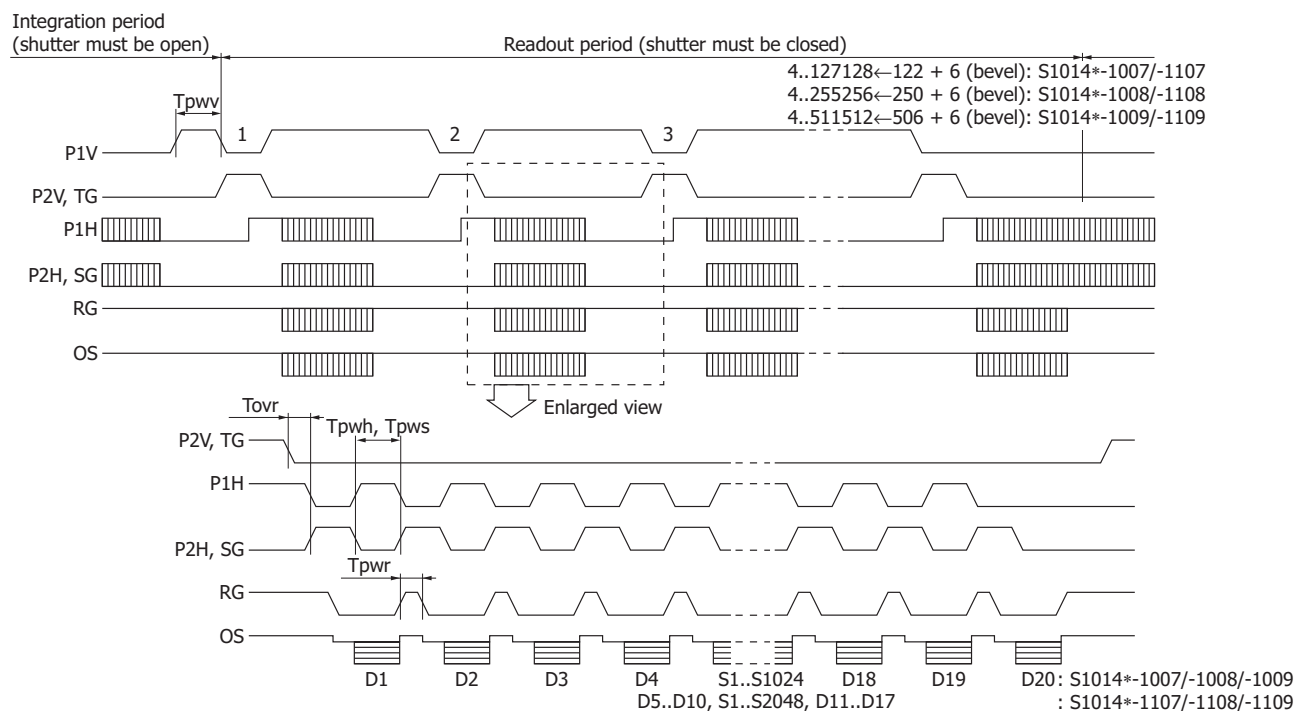 Integration period
(shutter must be open)
Readout period (shutter must be closed)
4..127128←122 + 6 (bevel): S1014*-1007/-1107
4..255256←250 + 6 (bevel): S1014*-1008/-1108
4..511512←506 + 6 (bevel): S1014*-1009/-1109
Tpwv
1 2 3
P1V
P2V, TG
P1H
P2H, SG
RG
OS
Enlarged view
Tovr
Tpwh, Tpws
P2V, TG
P1H
P2H, SG
Tpwr
RG
OS
D1 D2 D3 D4 S1..S1024 D18 D19 D20: S1014*-1007/-1008/-1009
D5..D10, S1..S2048, D11..D17 : S1014*-1107/-1108/-1109